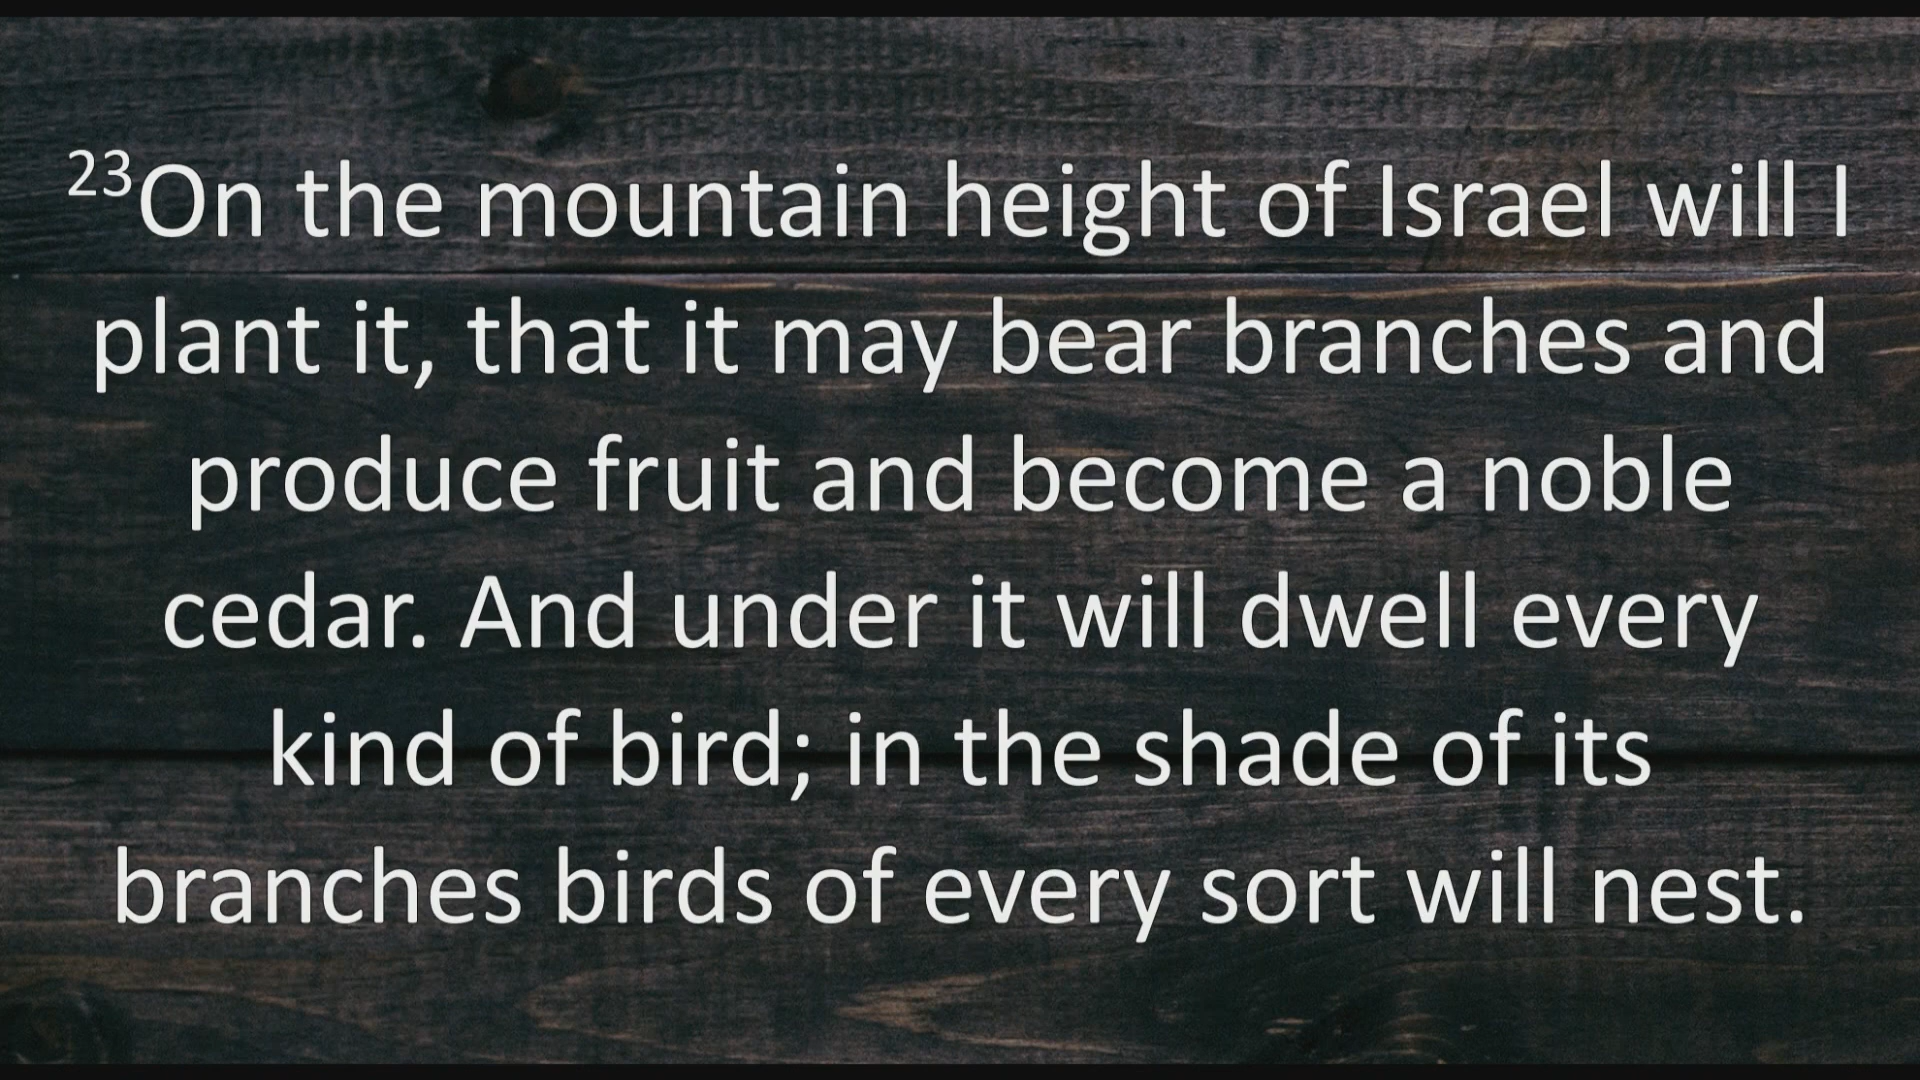 ²³On the mountain height of Israel will I
plant it, that it may bear branches and
produce fruit and become a noble
cedar. And under it will dwell every
kind of bird; in the shade of its
branches birds of every sort will nest.